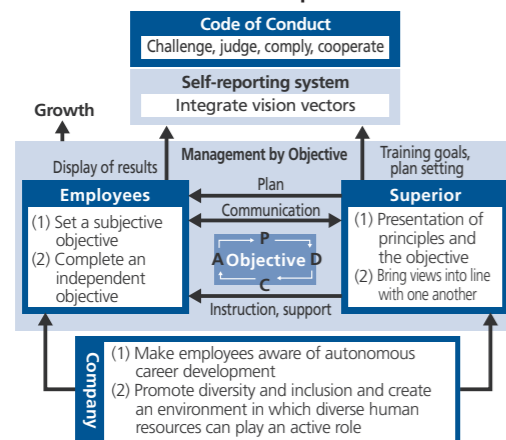 Code of Conduct
Challenge, judge, comply, cooperate
Self-reporting system
Integrate vision vectors
Growth
Display of results
Management by Objective
Training goals,
plan setting
Employees
(1) Set a subjective
objective
(2) Complete an
independent
objective
Plan
Communication
P
A Objective D
C
Instruction, support
Superior
(1) Presentation of
principles and
the objective
(2) Bring views into line
with one another
Company
(1) Make employees aware of autonomous
career development
(2) Promote diversity and inclusion and create
an environment in which diverse human
resources can play an active role